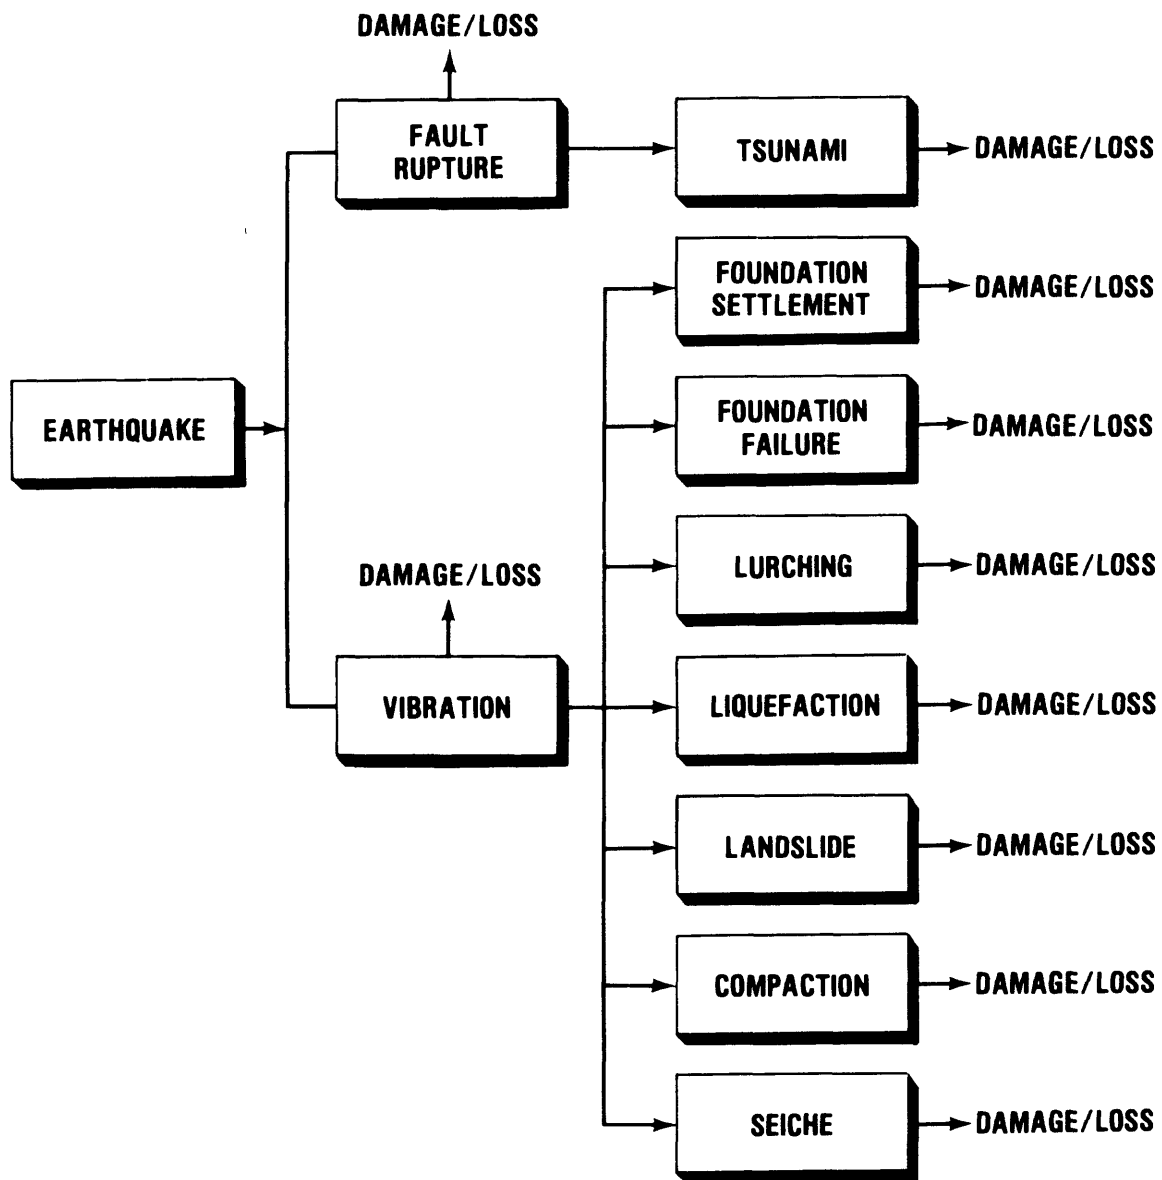 DAMAGE/LOSS
FAULT
RUPTURE
TSUNAMI
DAMAGE/LOSS
FOUNDATION
SETTLEMENT
DAMAGE/LOSS
EARTHQUAKE
FOUNDATION
FAILURE
DAMAGE/LOSS
DAMAGE/LOSS
LURCHING
DAMAGE/LOSS
VIBRATION
LIQUEFACTION
DAMAGE/LOSS
LANDSLIDE
DAMAGE/LOSS
COMPACTION
DAMAGE/LOSS
SEICHE
DAMAGE/LOSS